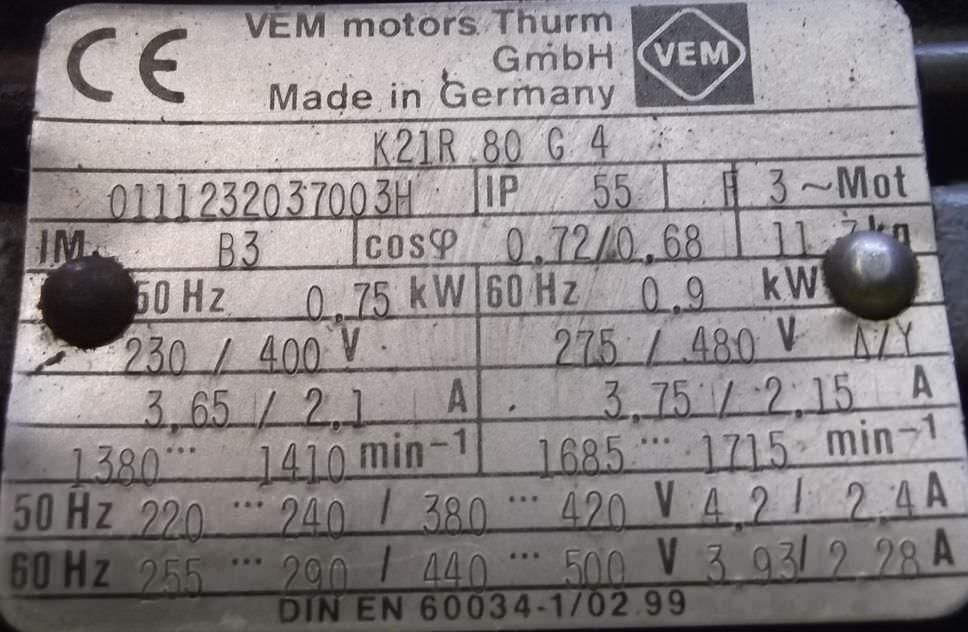 CE VEM motors Thurm
GmbH VEM
Made in Germany
K21R 80 G 4
0111232037003H IP 55 F 3 ~Mot
IM B3 cosφ 0.72/0.68
50 Hz 0,75 kW 60 Hz 0.9 kW
230 / 400 V 275 / 480 V Δ/Y
3,65 / 2,1 A 3,75 / 2,15 A
1380 ... 1410 min-1 1685 ... 1715 min-1
50 Hz 220 ... 240 / 380 ... 420 V 4,2 / 2.4 A
60 Hz 255 ... 290 / 440 ... 500 V 3.93/ 2.28 A
DIN EN 60034-1/02.99